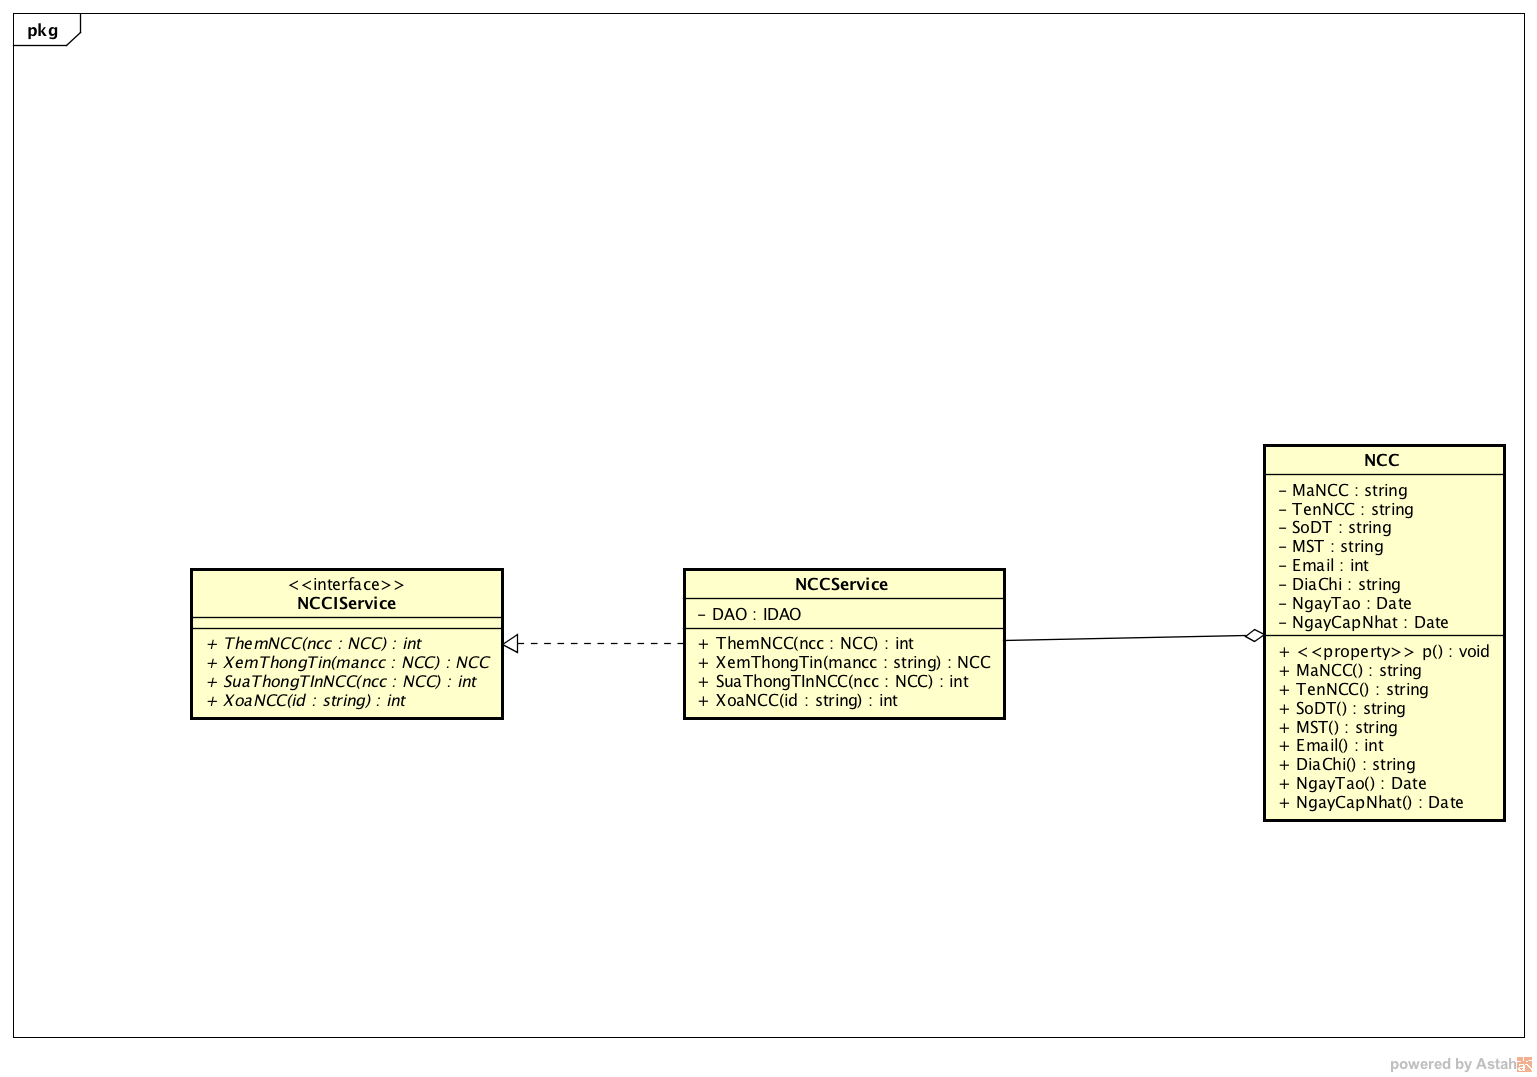 pkg
<<interface>>
NCCIService
+ ThemNCC(ncc : NCC) : int
+ XemThongTin(mancc : NCC) : NCC
+ SuaThongTInNCC(ncc : NCC) : int
+ XoaNCC(id : string) : int
NCCService
- DAO : IDAO
+ ThemNCC(ncc : NCC) : int
+ XemThongTin(mancc : string) : NCC
+ SuaThongTInNCC(ncc : NCC) : int
+ XoaNCC(id : string) : int
NCC
- MaNCC : string
- TenNCC : string
- SoDT : string
- MST : string
- Email : int
- DiaChi : string
- NgayTao : Date
- NgayCapNhat : Date
+ <<property>> p() : void
+ MaNCC() : string
+ TenNCC() : string
+ SoDT() : string
+ MST() : string
+ Email() : int
+ DiaChi() : string
+ NgayTao() : Date
+ NgayCapNhat() : Date
powered by Astah